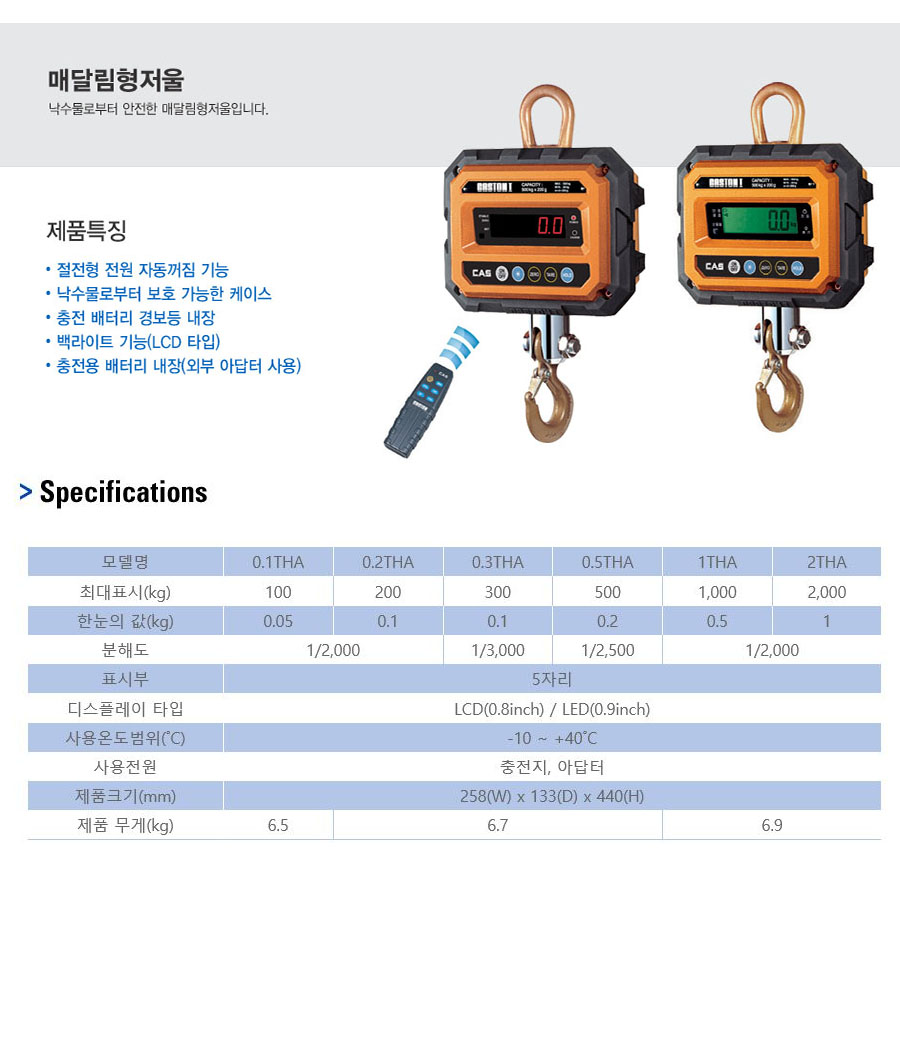 매달림형저울
낙수물로부터 안전한 매달림형저울입니다.
CASTON I CAPACITY : 500kg x 200 g
0.0
CAS ZERO TARE HOLD
CASTON I CAPACITY : 500kg x 200 g
0.0 kg
CAS ZERO TARE HOLD
제품특징
• 절전형 전원 자동꺼짐 기능
• 낙수물로부터 보호 가능한 케이스
• 충전 배터리 경보등 내장
• 백라이트 기능(LCD 타입)
• 충전용 배터리 내장(외부 아답터 사용)
CAS
CASTON
> Specifications
모델명 0.1THA 0.2THA 0.3THA 0.5THA 1THA 2THA
최대표시(kg) 100 200 300 500 1,000 2,000
한눈의 값(kg) 0.05 0.1 0.1 0.2 0.5 1
분해도 1/2,000 1/3,000 1/2,500 1/2,000
표시부 5자리
디스플레이 타입 LCD(0.8inch) / LED(0.9inch)
사용온도범위(˚C) -10 ~ +40˚C
사용전원 충전지, 아답터
제품크기(mm) 258(W) x 133(D) x 440(H)
제품 무게(kg) 6.5 6.7 6.9